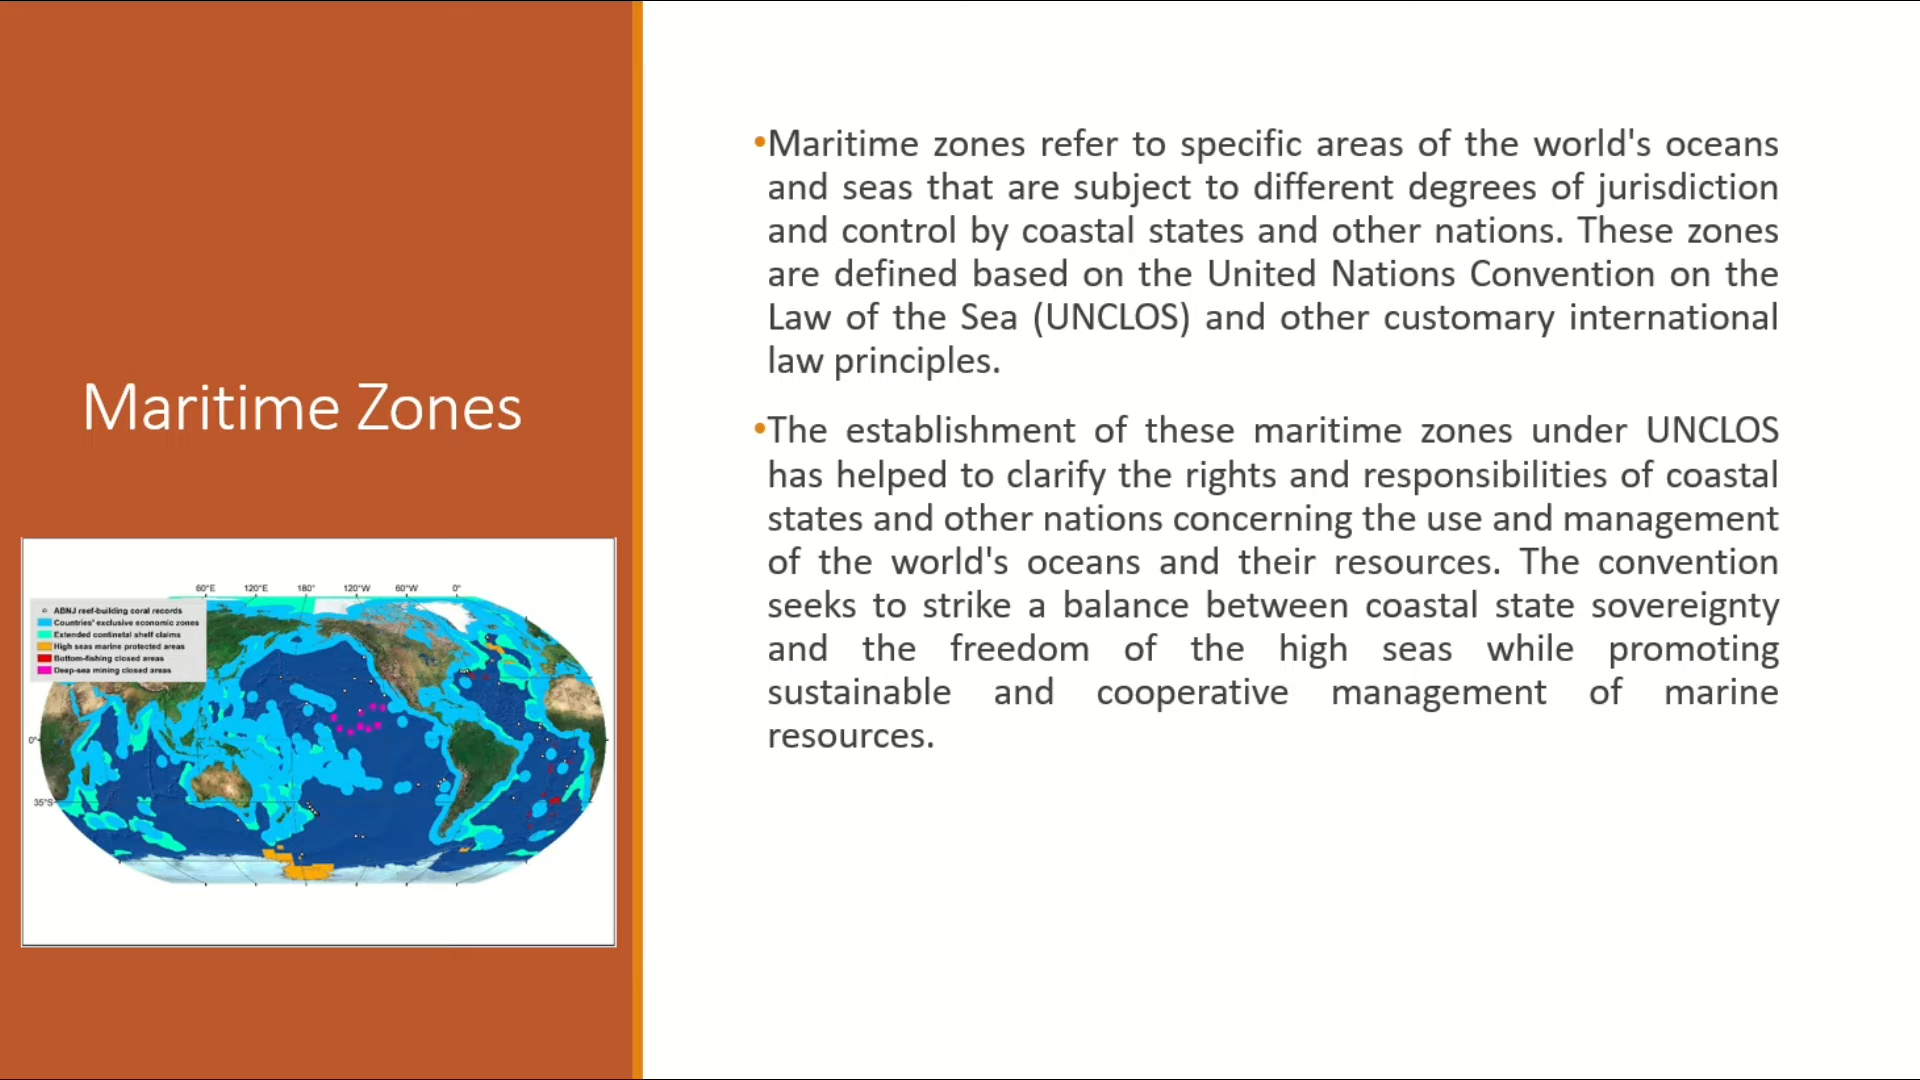 Maritime Zones
•Maritime zones refer to specific areas of the world's oceans
and seas that are subject to different degrees of jurisdiction
and control by coastal states and other nations. These zones
are defined based on the United Nations Convention on the
Law of the Sea (UNCLOS) and other customary international
law principles.
•The establishment of these maritime zones under UNCLOS
has helped to clarify the rights and responsibilities of coastal
states and other nations concerning the use and management
of the world's oceans and their resources. The convention
seeks to strike a balance between coastal state sovereignty
and the freedom of the high seas while promoting
sustainable and cooperative management of marine
resources.
60°E 120°E 180° 120°W 60°W 0°
ABNJ reef-building coral records
Countries' exclusive economic zones
Extended continetal shelf claims
High seas marine protected areas
Bottom-fishing closed areas
Deep-sea mining closed areas
0°
35°S